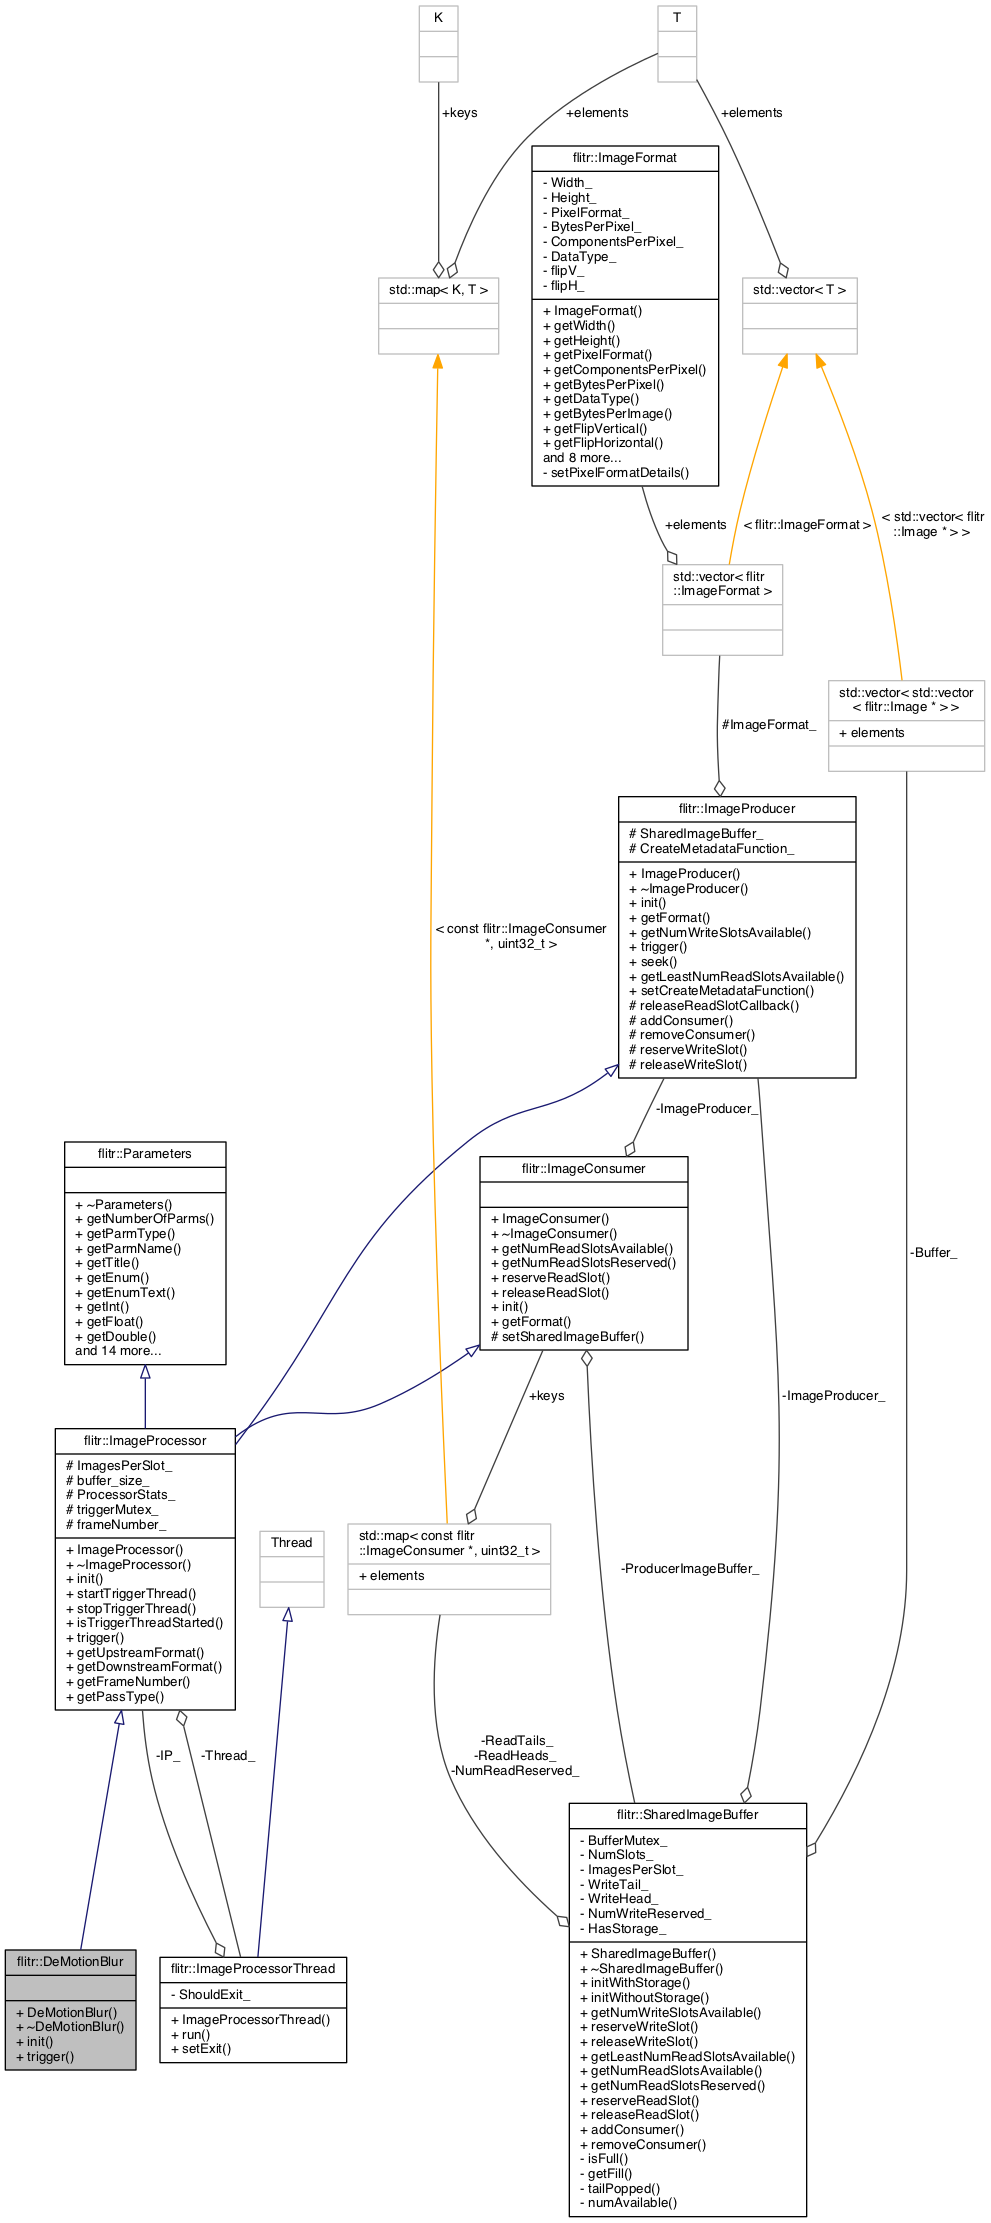 K
T
+keys
+elements
+elements
flitr::ImageFormat
- Width_
- Height_
- PixelFormat_
- BytesPerPixel_
- ComponentsPerPixel_
- DataType_
- flipV_
- flipH_
+ ImageFormat()
+ getWidth()
+ getHeight()
+ getPixelFormat()
+ getComponentsPerPixel()
+ getBytesPerPixel()
+ getDataType()
+ getBytesPerImage()
+ getFlipVertical()
+ getFlipHorizontal()
and 8 more...
- setPixelFormatDetails()
std::map< K, T >
std::vector< T >
+elements
< flitr::ImageFormat >
< std::vector< flitr
::Image * > >
std::vector< flitr
::ImageFormat >
std::vector< std::vector
< flitr::Image * > >
+ elements
#ImageFormat_
flitr::ImageProducer
# SharedImageBuffer_
# CreateMetadataFunction_
+ ImageProducer()
+ ~ImageProducer()
+ init()
+ getFormat()
+ getNumWriteSlotsAvailable()
+ trigger()
+ seek()
+ getLeastNumReadSlotsAvailable()
+ setCreateMetadataFunction()
# releaseReadSlotCallback()
# addConsumer()
# removeConsumer()
# reserveWriteSlot()
# releaseWriteSlot()
< const flitr::ImageConsumer
*, uint32_t >
-ImageProducer_
flitr::Parameters
+ ~Parameters()
+ getNumberOfParms()
+ getParmType()
+ getParmName()
+ getTitle()
+ getEnum()
+ getEnumText()
+ getInt()
+ getFloat()
+ getDouble()
and 14 more...
flitr::ImageConsumer
+ ImageConsumer()
+ ~ImageConsumer()
+ getNumReadSlotsAvailable()
+ getNumReadSlotsReserved()
+ reserveReadSlot()
+ releaseReadSlot()
+ init()
+ getFormat()
# setSharedImageBuffer()
-Buffer_
+keys
-ImageProducer_
flitr::ImageProcessor
# ImagesPerSlot_
# buffer_size_
# ProcessorStats_
# triggerMutex_
# frameNumber_
+ ImageProcessor()
+ ~ImageProcessor()
+ init()
+ startTriggerThread()
+ stopTriggerThread()
+ isTriggerThreadStarted()
+ trigger()
+ getUpstreamFormat()
+ getDownstreamFormat()
+ getFrameNumber()
+ getPassType()
Thread
std::map< const flitr
::ImageConsumer *, uint32_t >
+ elements
-ProducerImageBuffer_
-IP_
-Thread_
-ReadTails_
-ReadHeads_
-NumReadReserved_
flitr::DeMotionBlur
+ DeMotionBlur()
+ ~DeMotionBlur()
+ init()
+ trigger()
flitr::ImageProcessorThread
- ShouldExit_
+ ImageProcessorThread()
+ run()
+ setExit()
flitr::SharedImageBuffer
- BufferMutex_
- NumSlots_
- ImagesPerSlot_
- WriteTail_
- WriteHead_
- NumWriteReserved_
- HasStorage_
+ SharedImageBuffer()
+ ~SharedImageBuffer()
+ initWithStorage()
+ initWithoutStorage()
+ getNumWriteSlotsAvailable()
+ reserveWriteSlot()
+ releaseWriteSlot()
+ getLeastNumReadSlotsAvailable()
+ getNumReadSlotsAvailable()
+ getNumReadSlotsReserved()
+ reserveReadSlot()
+ releaseReadSlot()
+ addConsumer()
+ removeConsumer()
- isFull()
- getFill()
- tailPopped()
- numAvailable()